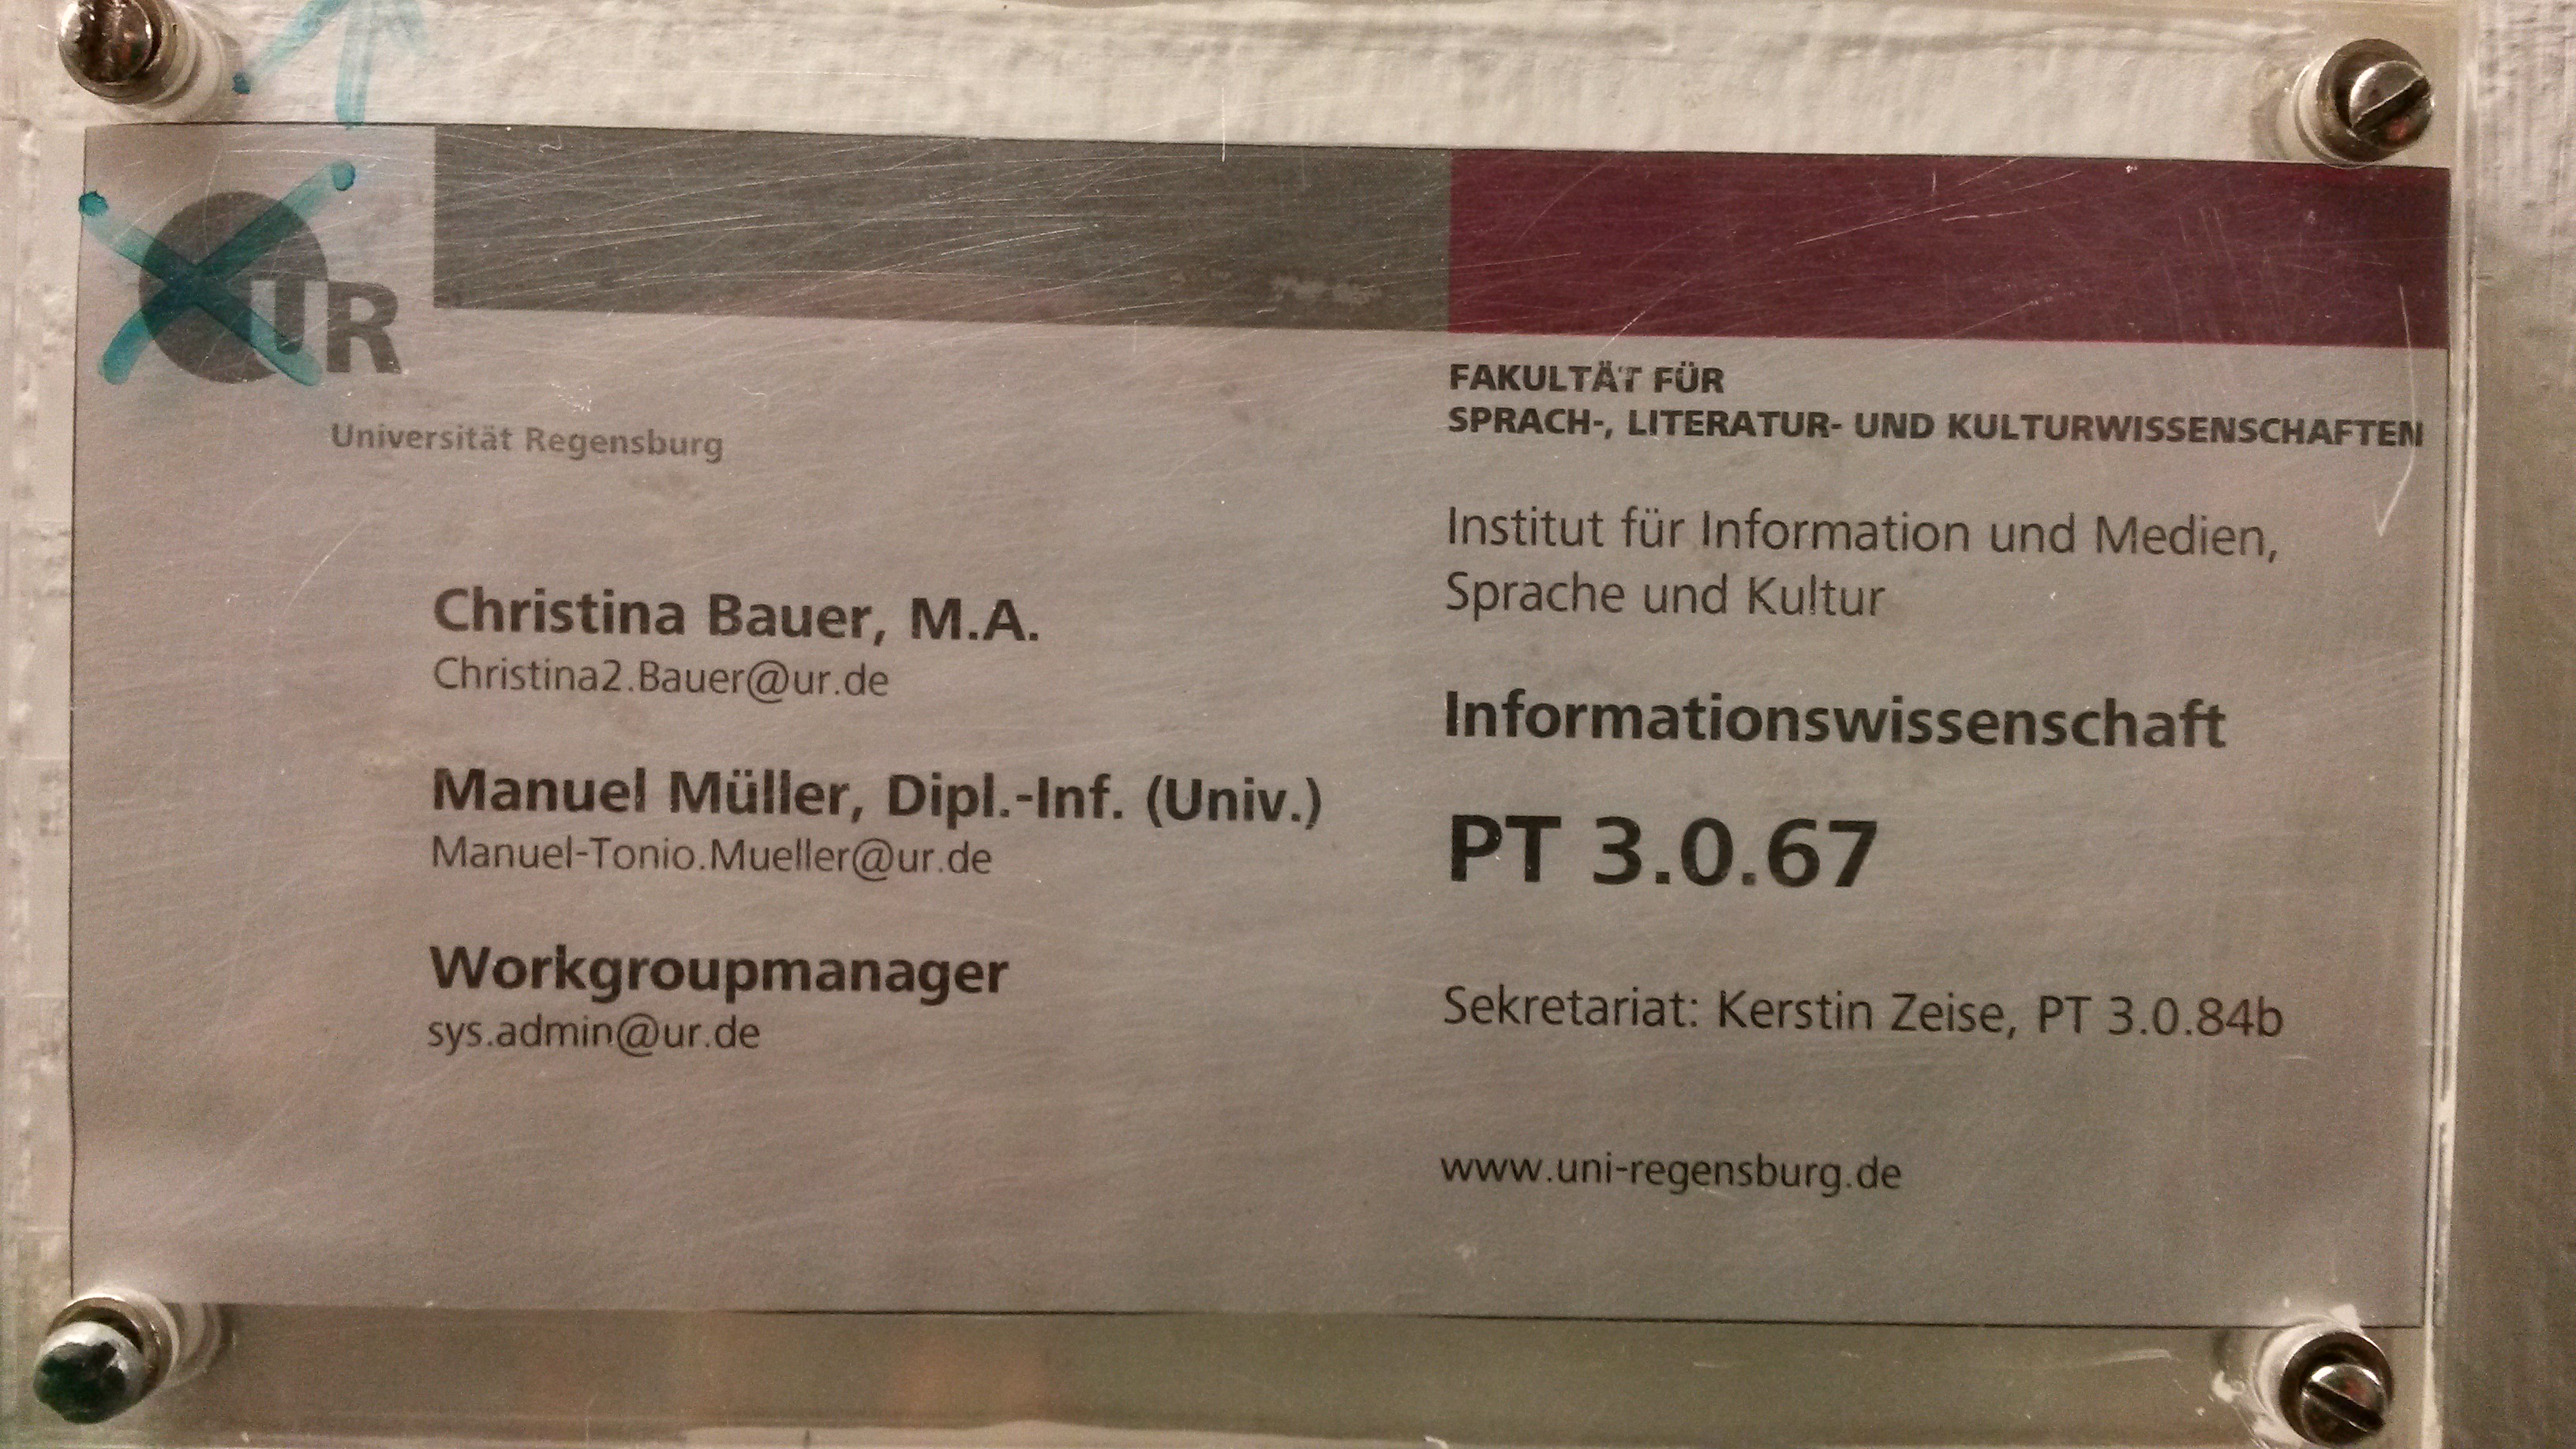 UR
Universität Regensburg
Christina Bauer, M.A.
Christina2.Bauer@ur.de
Manuel Müller, Dipl.-Inf. (Univ.)
Manuel-Tonio.Mueller@ur.de
Workgroupmanager
sys.admin@ur.de
FAKULTÄT FÜR
SPRACH-, LITERATUR- UND KULTURWISSENSCHAFTEN
Institut für Information und Medien,
Sprache und Kultur
Informationswissenschaft
PT 3.0.67
Sekretariat: Kerstin Zeise, PT 3.0.84b
www.uni-regensburg.de